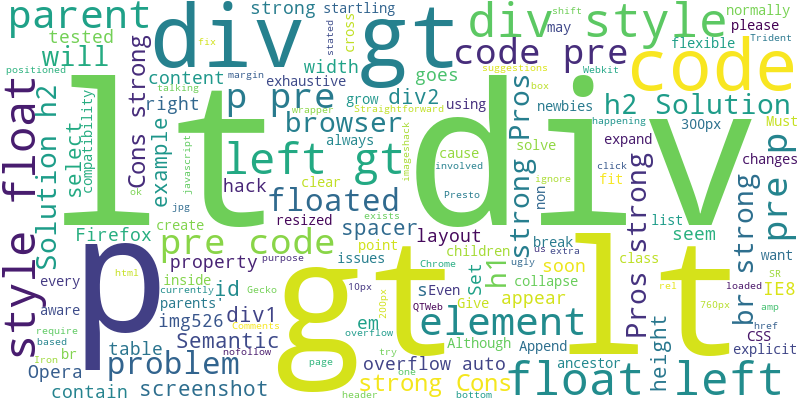 parent
strong
startling
div gt
div style
normally
tested
fix
stated
cross
may
shift
please
will
code pre
flexible
Trident
positioned
margin
exhaustive
content
width
goes
suggestions
Webkit
code
talking
box
right
p pre
grow
div2
using
newbies
h2 Solution
wrapper
Straightforward
browser
happening
300px
Must
Cons strong
compatibility
select
example
always
cause
solve
expand
changes
Solution h2
left gt
imageshack
involved
click
fit
style float
javascript
hack
clear
non
ignore
ok
floated
Presto
strong Pros
lt
div
jpg
resized
exists
spacer
layout
break
list
us
extra
class
Firefox
create
pre code
point
children
ugly
seem
want
pre p
purpose
issues
Chrome
every
property
inside
html
soon
collapse
rel
loaded
SR
IE8
aware
currently
parents'
Gecko
10px
sEven
Set
h1
appear
id
p
gt
lt
200px
QTWeb
Give
760px
amp
based
img526
div1
em
element
Although
CSS
href
require
Comments
overflow
Append
explicit
br
table
Semantic
try
Iron
problem
nofollow
page
one
overflow auto
ancestor
height
Pros strong
br strong
Opera
contain
screenshot
header
strong Cons
bottom
float left